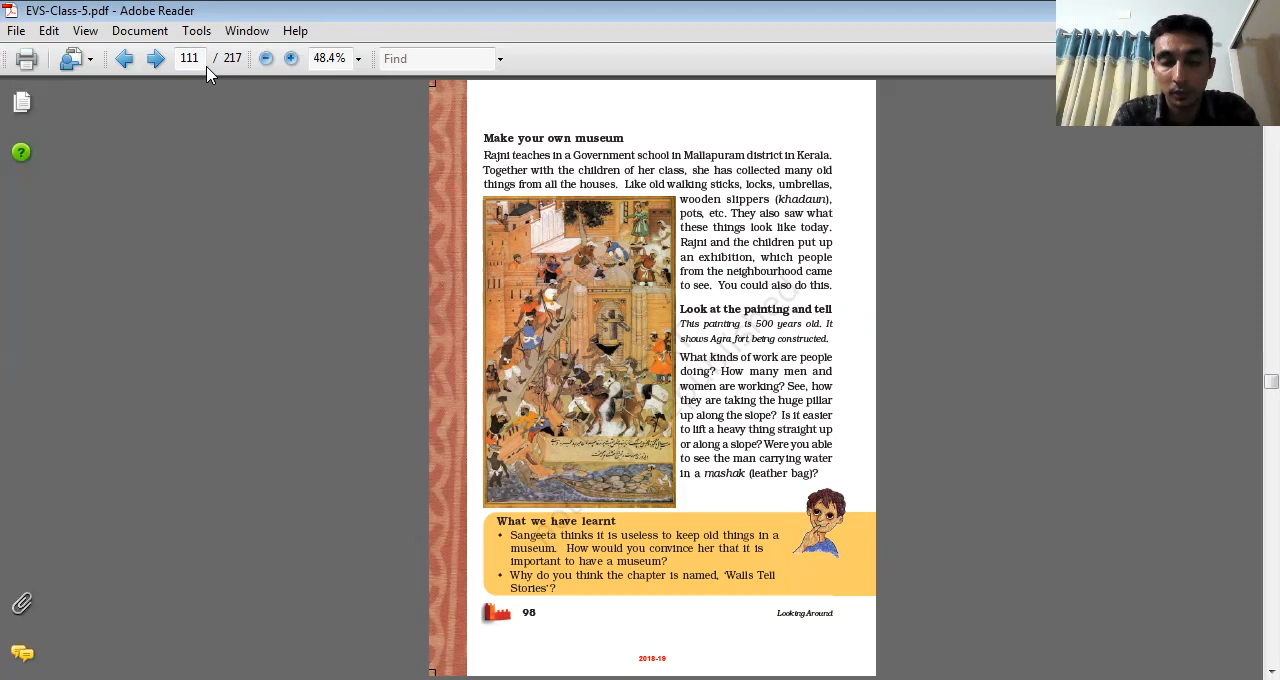 EVS-Class-5.pdf - Adobe Reader
File Edit View Document Tools Window Help
111 / 217 48.4% Find
Make your own museum
Rajni teaches in a Government school in Mallapuram district in Kerala.
Together with the children of her class, she has collected many old
things from all the houses. Like old walking sticks, locks, umbrellas,
wooden slippers (khadaun),
pots, etc. They also saw what
these things look like today.
Rajni and the children put up
an exhibition, which people
from the neighbourhood came
to see. You could also do this.
Look at the painting and tell
This painting is 500 years old. It
shows Agra fort being constructed.
What kinds of work are people
doing? How many men and
women are working? See, how
they are taking the huge pillar
up along the slope? Is it easier
to lift a heavy thing straight up
or along a slope? Were you able
to see the man carrying water
in a mashak (leather bag)?
What we have learnt
• Sangeeta thinks it is useless to keep old things in a
museum. How would you convince her that it is
important to have a museum?
• Why do you think the chapter is named, ‘Walls Tell
Stories’?
98
Looking Around
2018-19